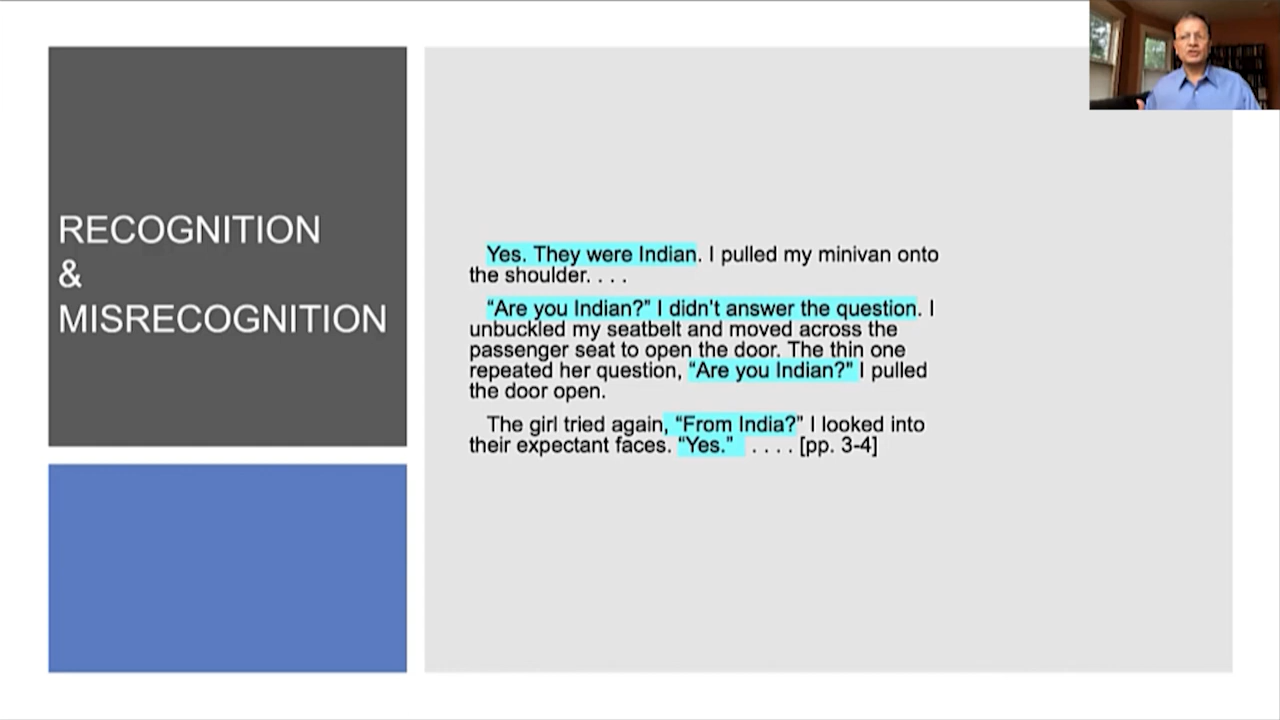 RECOGNITION
&
MISRECOGNITION
Yes. They were Indian. I pulled my minivan onto
the shoulder. . . .
“Are you Indian?” I didn’t answer the question. I
unbuckled my seatbelt and moved across the
passenger seat to open the door. The thin one
repeated her question, “Are you Indian?” I pulled
the door open.
The girl tried again, “From India?” I looked into
their expectant faces. “Yes.” . . . . [pp. 3-4]